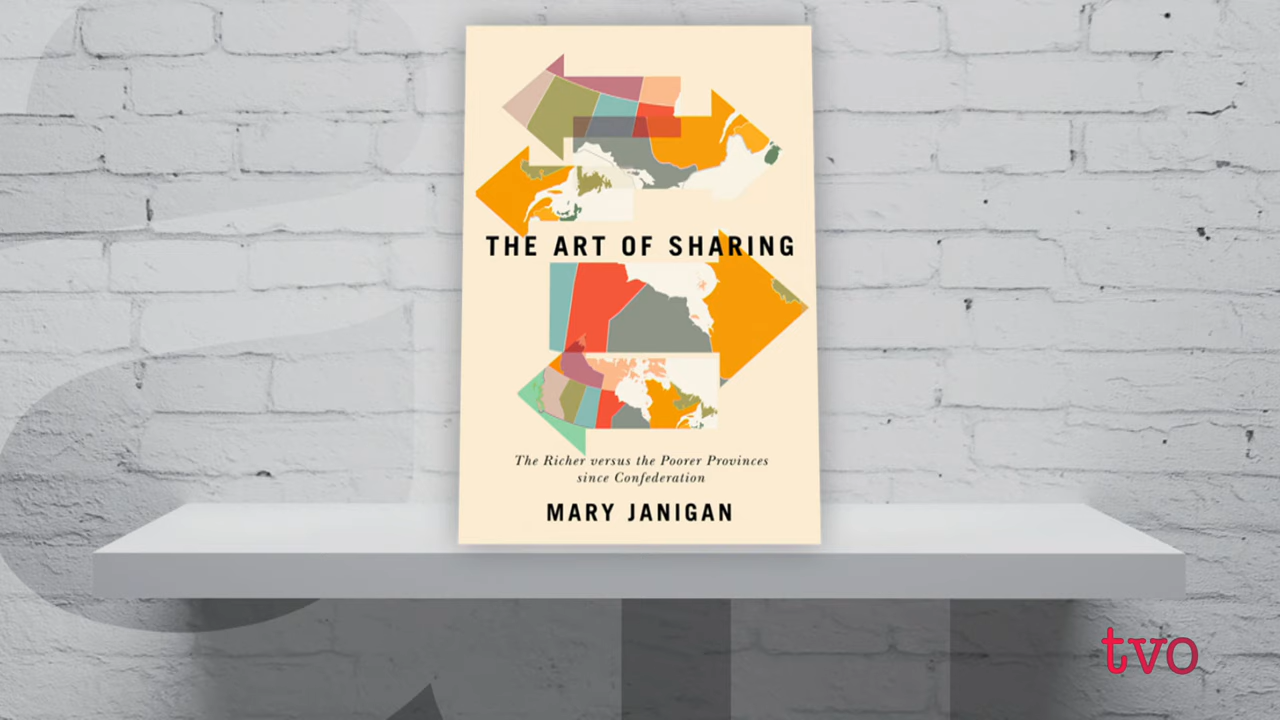 THE ART OF SHARING
The Richer versus the Poorer Provinces
since Confederation
MARY JANIGAN
tvo